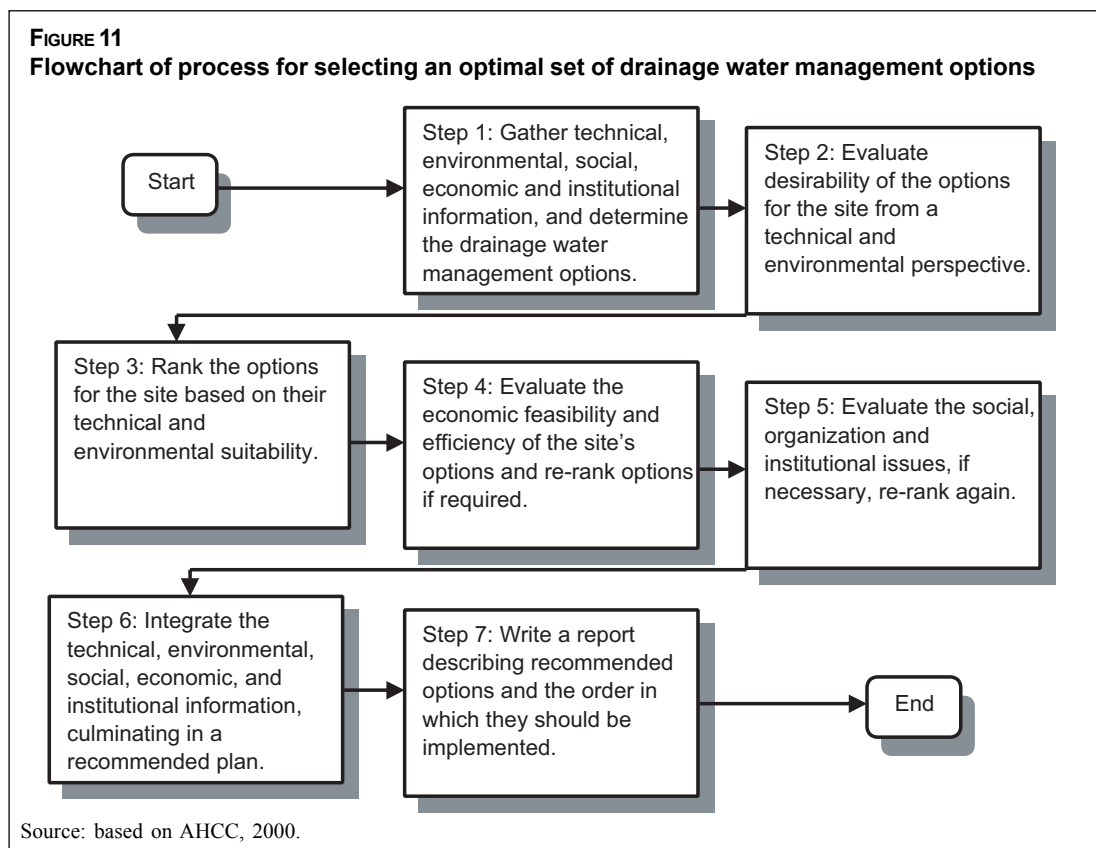 FIGURE 11
Flowchart of process for selecting an optimal set of drainage water management options
Start
Step 1: Gather technical,
environmental, social,
economic and institutional
information, and determine
the drainage water
management options.
Step 2: Evaluate
desirability of the options
for the site from a
technical and
environmental perspective.
Step 3: Rank the options
for the site based on their
technical and
environmental suitability.
Step 4: Evaluate the
economic feasibility and
efficiency of the site's
options and re-rank options
if required.
Step 5: Evaluate the social,
organization and
institutional issues, if
necessary, re-rank again.
Step 6: Integrate the
technical, environmental,
social, economic, and
institutional information,
culminating in a
recommended plan.
Step 7: Write a report
describing recommended
options and the order in
which they should be
implemented.
End
Source: based on AHCC, 2000.